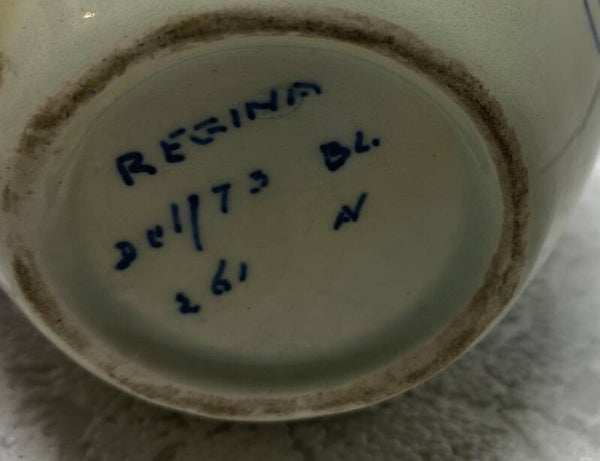 REGINA
Delft's BL.
261 N